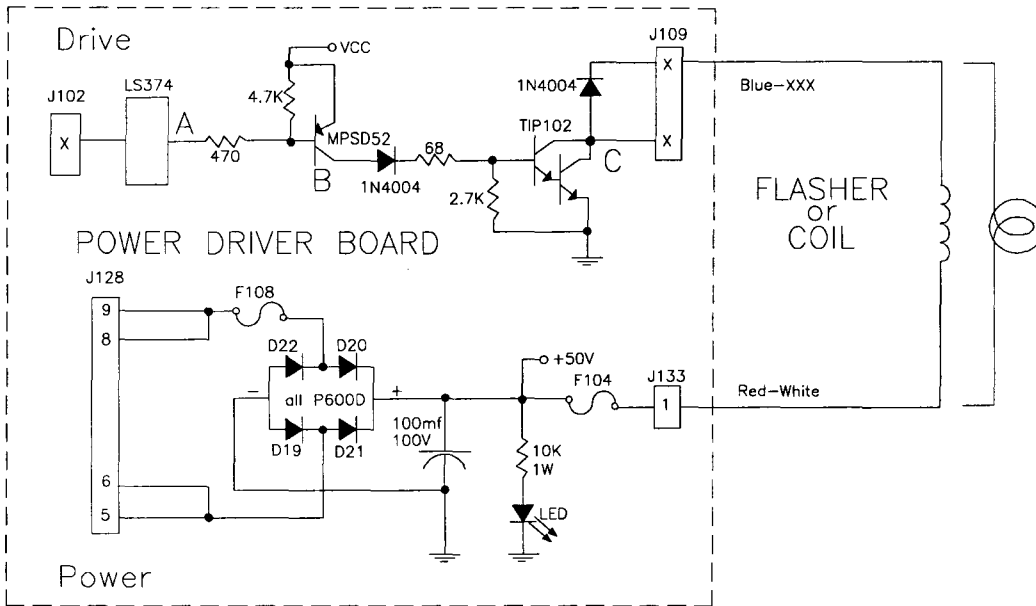 Drive
VCC
J109
LS374
J102
4.7K
1N4004
Blue-XXX
A
TIP102
X
X
MPSD52
68
X
470
B
C
1N4004
2.7K
FLASHER
or
COIL
POWER DRIVER BOARD
J128
F108
9
8
D22
D20
+50V
F104
J133
-
+
all P600D
Red-White
1
100mf
100V
D19
D21
10K
1W
6
LED
5
Power